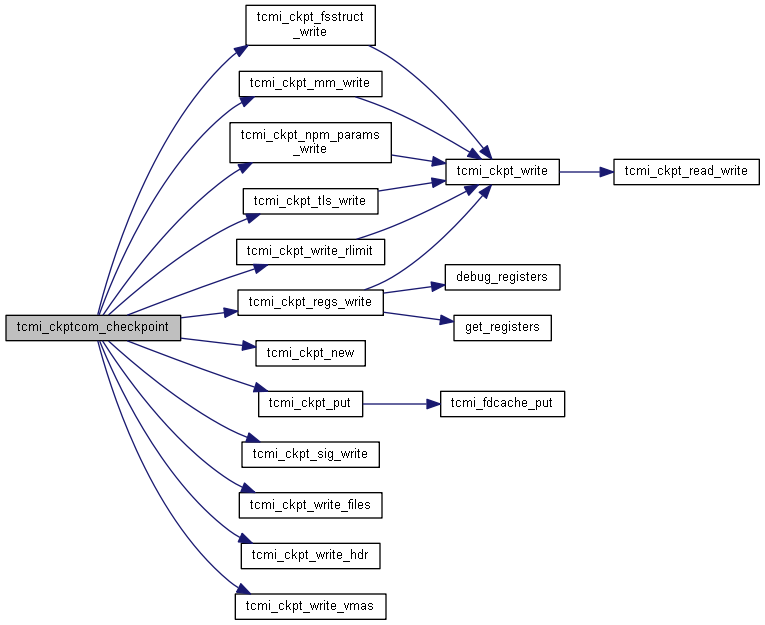 tcmi_ckpt_fsstruct
_write
tcmi_ckpt_mm_write
tcmi_ckpt_npm_params
_write
tcmi_ckpt_write
tcmi_ckpt_read_write
tcmi_ckpt_tls_write
tcmi_ckpt_write_rlimit
debug_registers
tcmi_ckpt_regs_write
tcmi_ckptcom_checkpoint
get_registers
tcmi_ckpt_new
tcmi_ckpt_put
tcmi_fdcache_put
tcmi_ckpt_sig_write
tcmi_ckpt_write_files
tcmi_ckpt_write_hdr
tcmi_ckpt_write_vmas